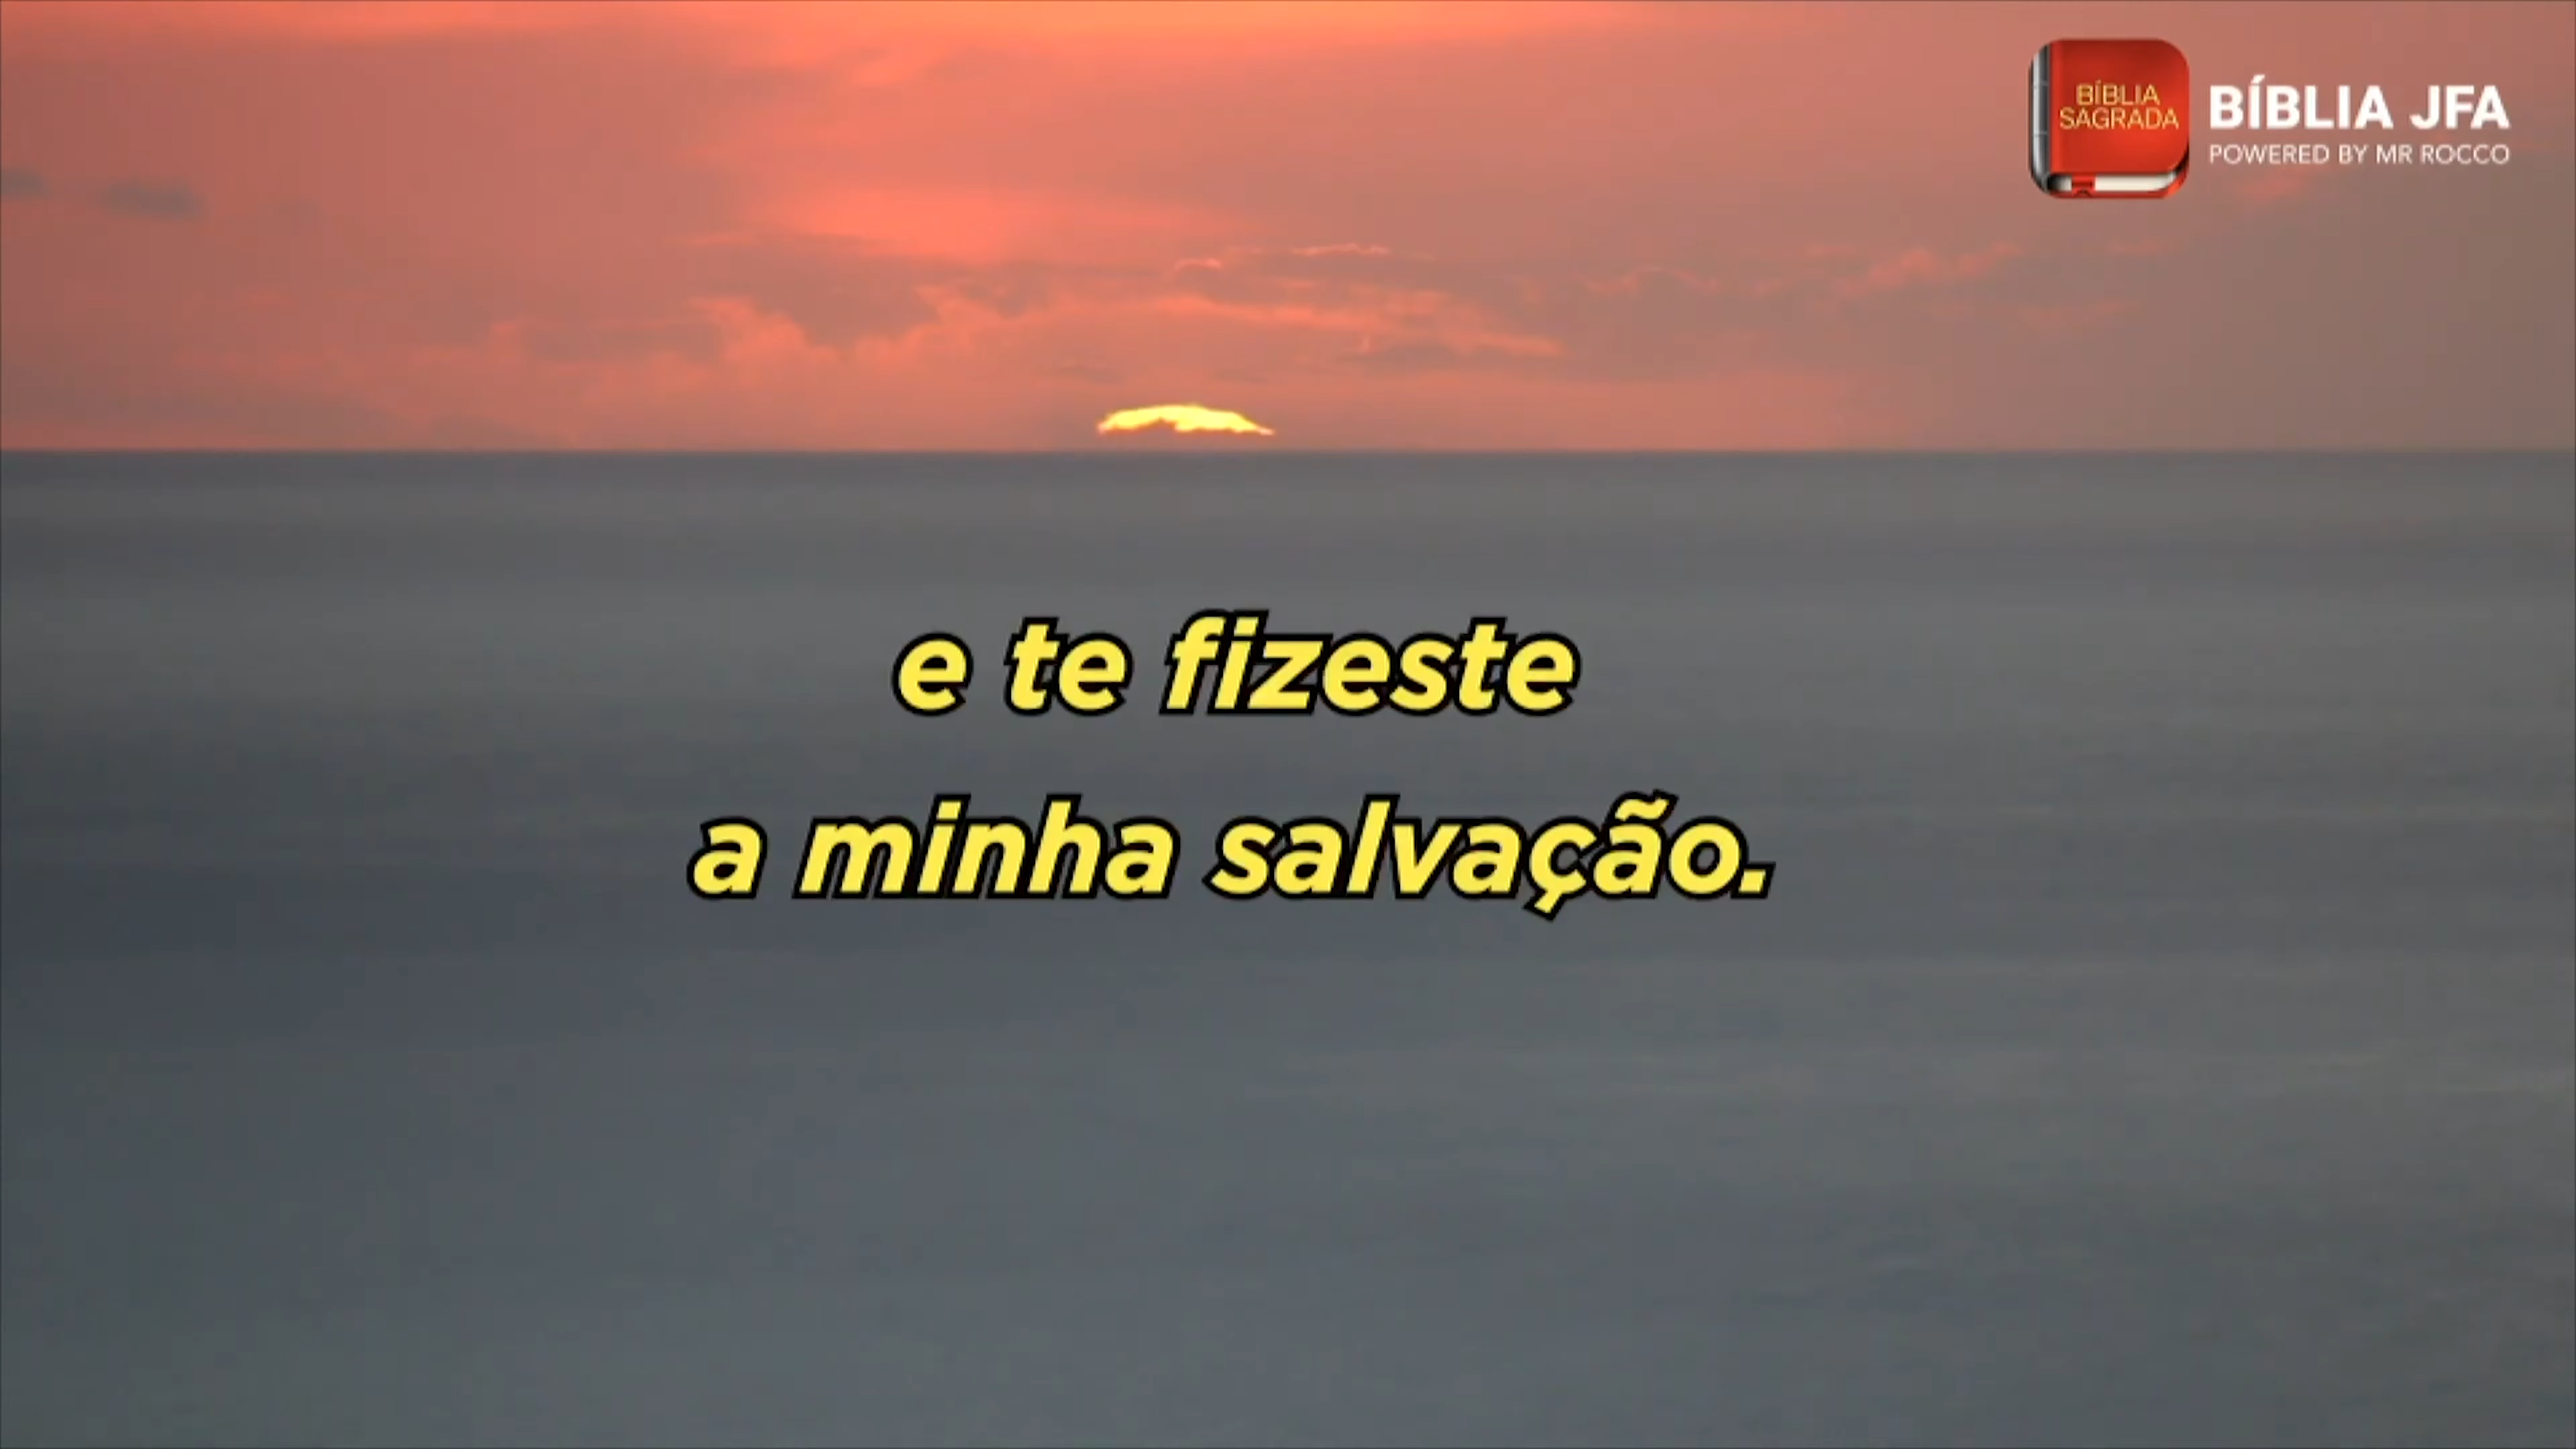 BÍBLIA
SAGRADA
BÍBLIA JFA
POWERED BY MR ROCCO
e te fizeste
a minha salvação.